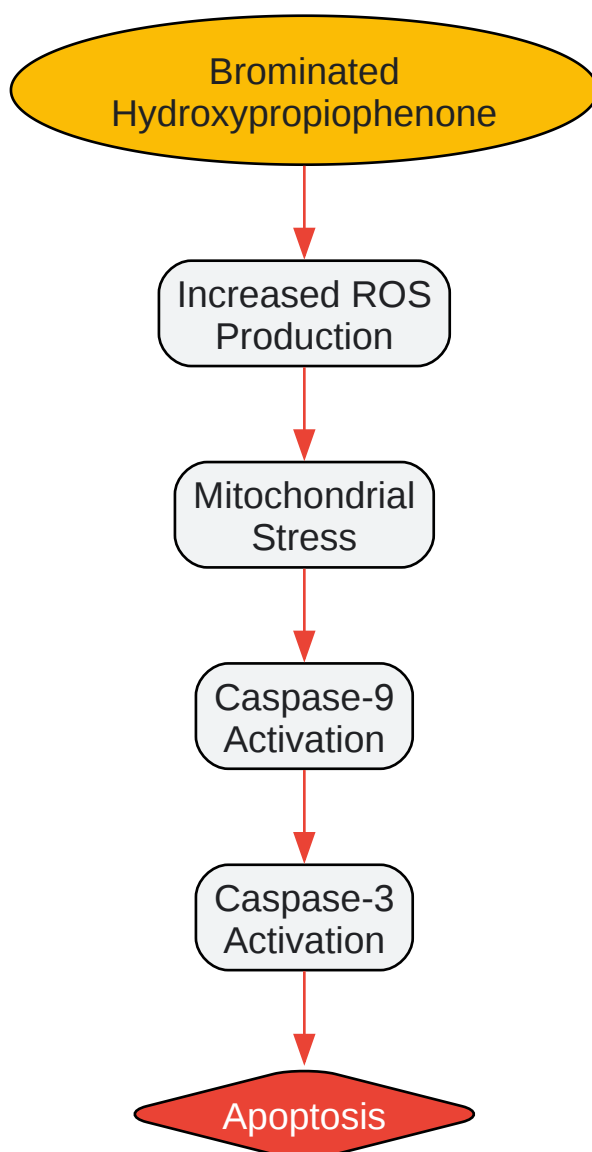 Brominated
Hydroxypropiophenone
Increased ROS
Production
Mitochondrial
Stress
Caspase-9
Activation
Caspase-3
Activation
Apoptosis